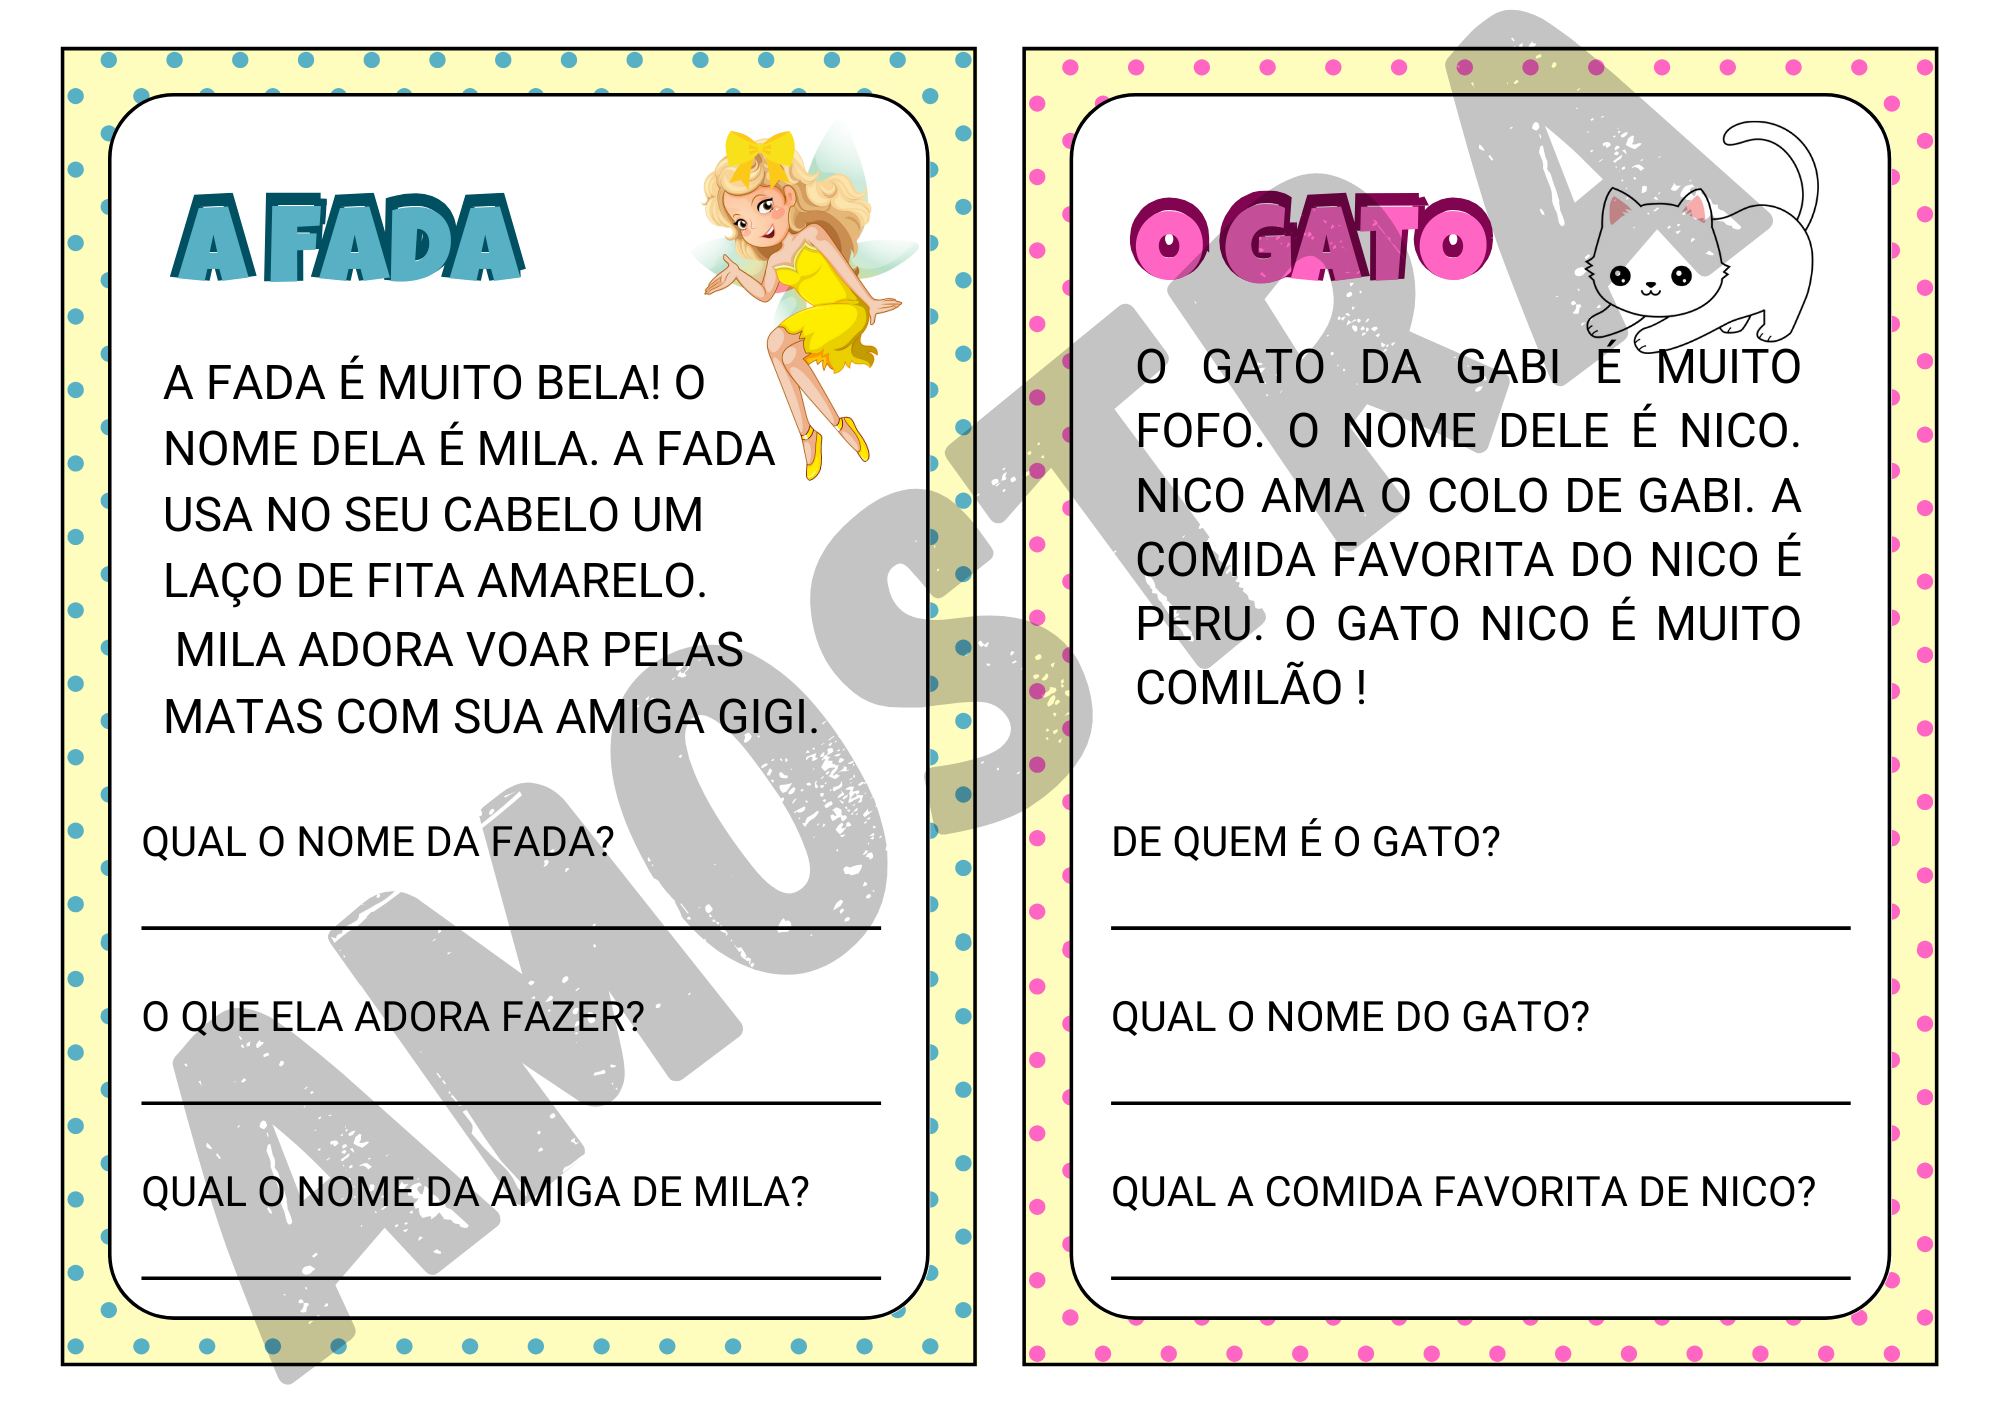 A FADA
A FADA É MUITO BELA! O
NOME DELA É MILA. A FADA
USA NO SEU CABELO UM
LAÇO DE FITA AMARELO.
MILA ADORA VOAR PELAS
MATAS COM SUA AMIGA GIGI.
QUAL O NOME DA FADA?
O QUE ELA ADORA FAZER?
QUAL O NOME DA AMIGA DE MILA?
O GATO
O GATO DA GABI É MUITO
FOFO. O NOME DELE É NICO.
NICO AMA O COLO DE GABI. A
COMIDA FAVORITA DO NICO É
PERU. O GATO NICO É MUITO
COMILÃO !
DE QUEM É O GATO?
QUAL O NOME DO GATO?
QUAL A COMIDA FAVORITA DE NICO?
AMOSTRA